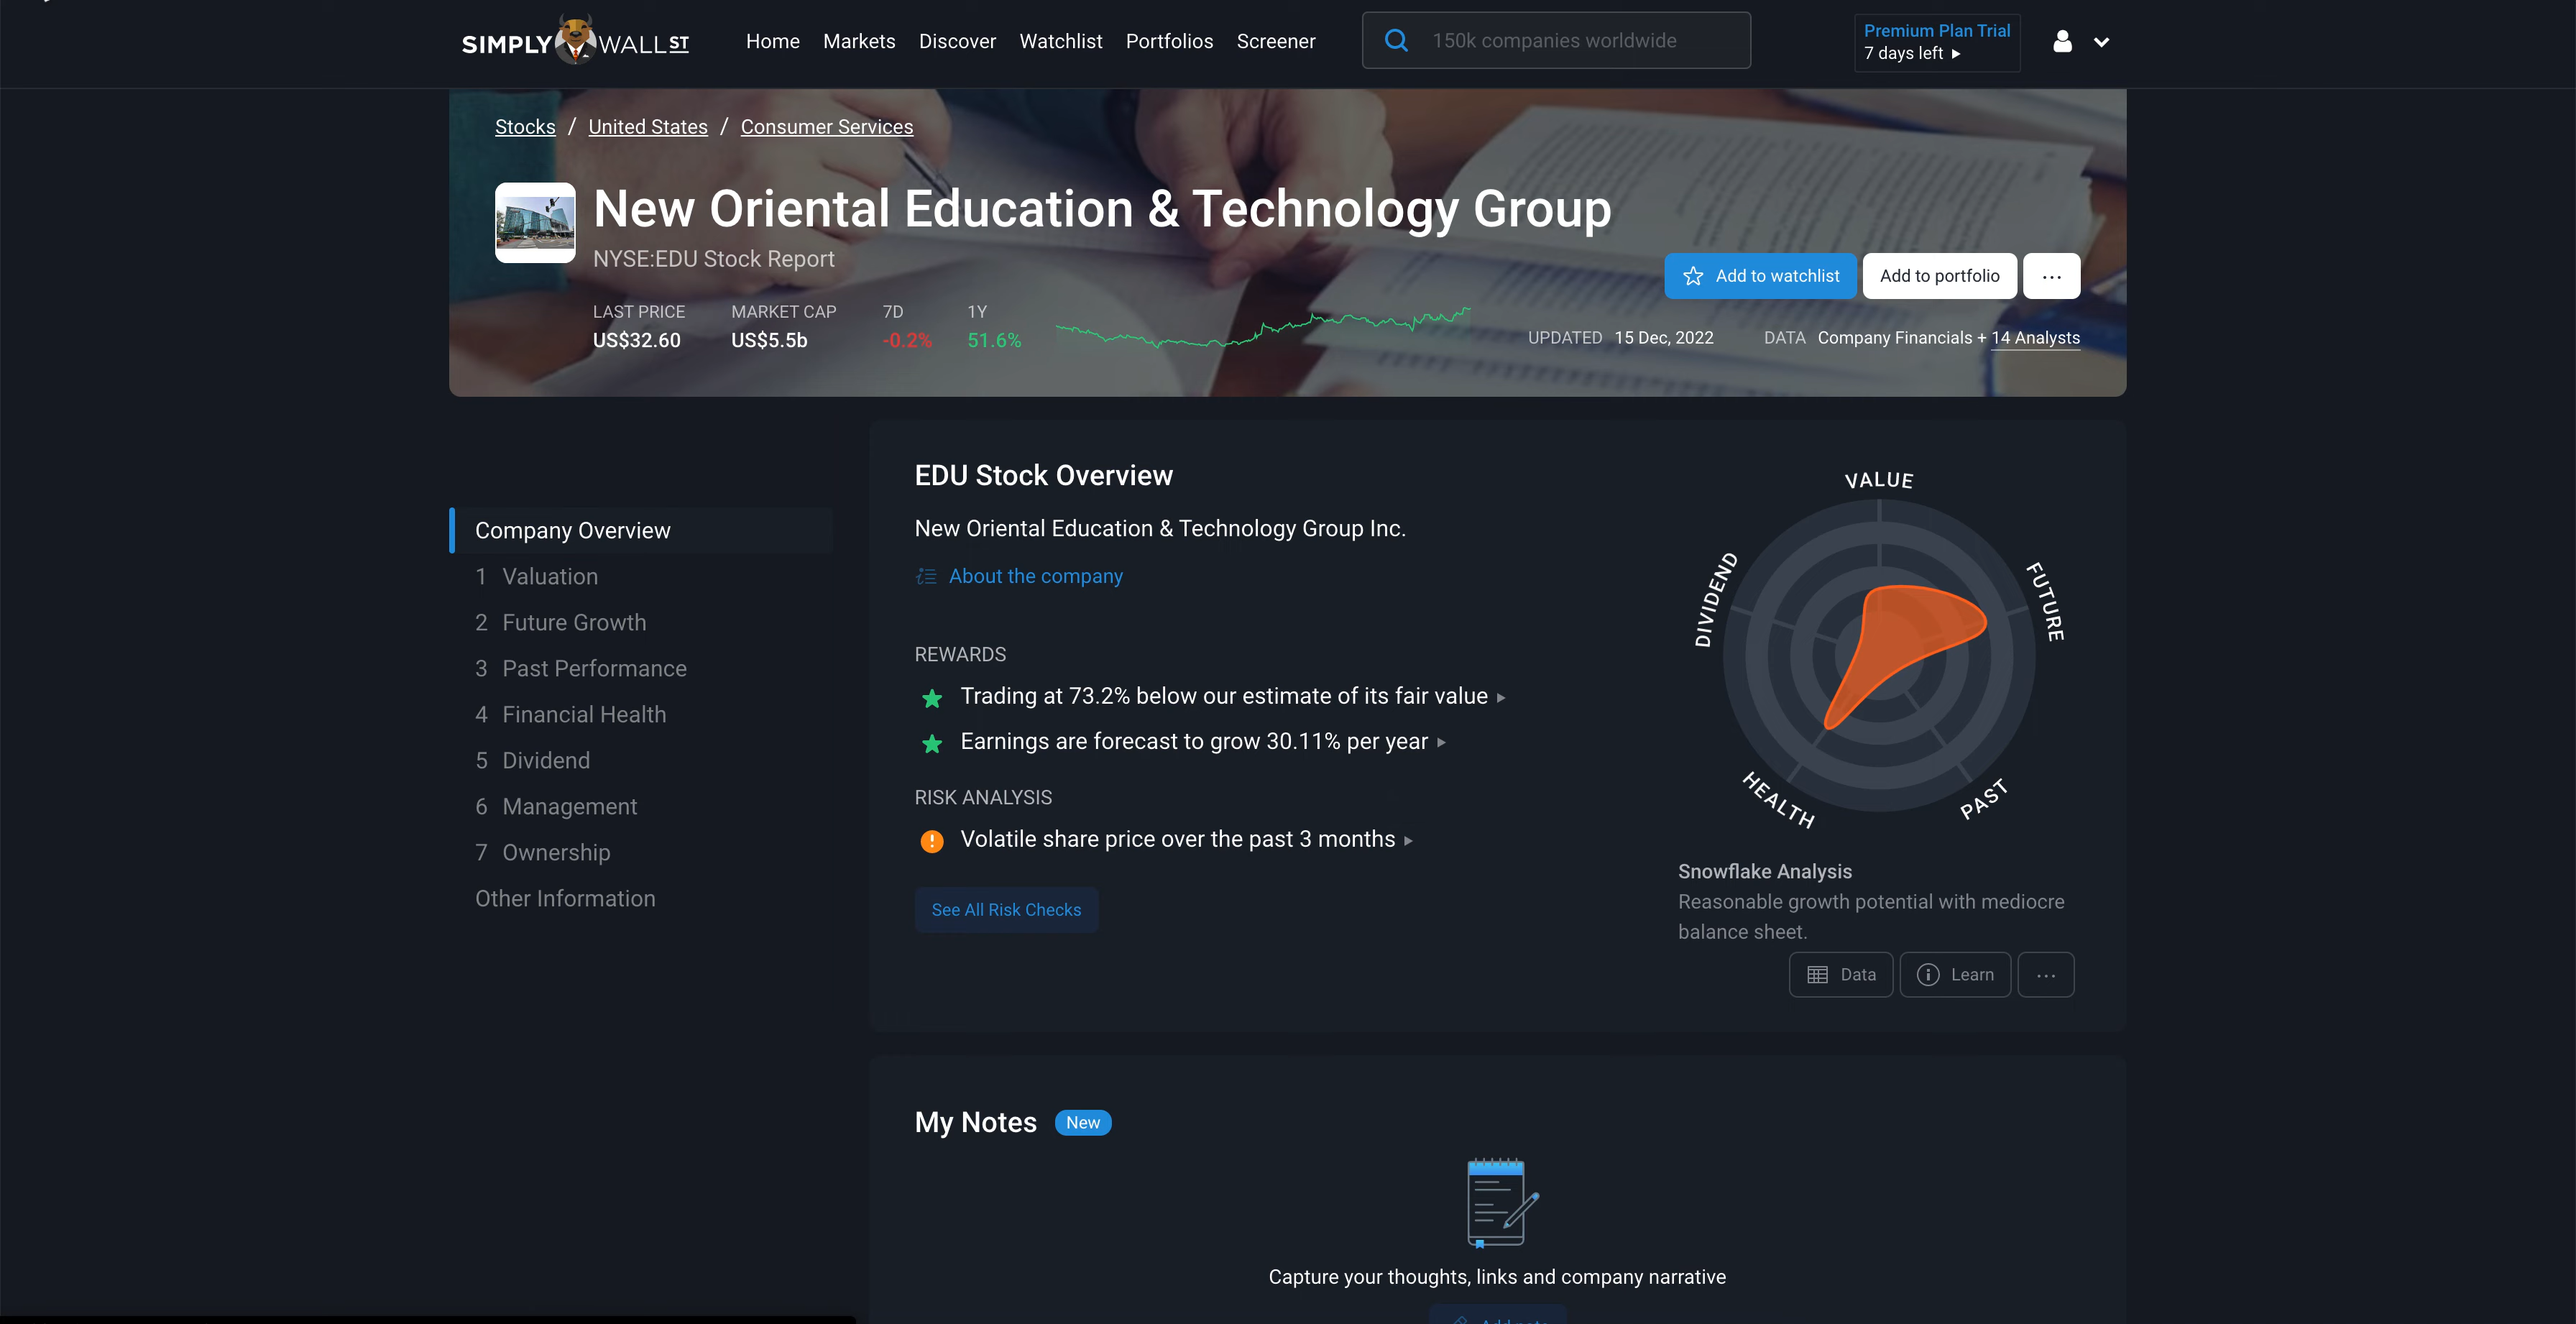 SIMPLY WALL ST
Home Markets Discover Watchlist Portfolios Screener
150k companies worldwide
Premium Plan Trial
7 days left ▶
Stocks / United States / Consumer Services
New Oriental Education & Technology Group
NYSE:EDU Stock Report
Add to watchlist
Add to portfolio
...
LAST PRICE
US$32.60
MARKET CAP
US$5.5b
7D
-0.2%
1Y
51.6%
UPDATED 15 Dec, 2022
DATA Company Financials + 14 Analysts
Company Overview
1 Valuation
2 Future Growth
3 Past Performance
4 Financial Health
5 Dividend
6 Management
7 Ownership
Other Information
EDU Stock Overview
New Oriental Education & Technology Group Inc.
About the company
REWARDS
Trading at 73.2% below our estimate of its fair value ▸
Earnings are forecast to grow 30.11% per year ▸
RISK ANALYSIS
Volatile share price over the past 3 months ▸
See All Risk Checks
VALUE
FUTURE
PAST
HEALTH
DIVIDEND
Snowflake Analysis
Reasonable growth potential with mediocre
balance sheet.
Data
Learn
...
My Notes New
Capture your thoughts, links and company narrative